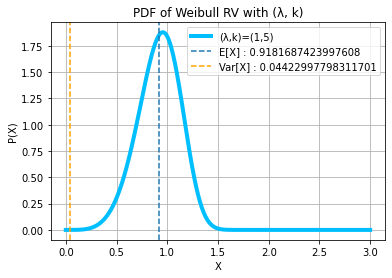 PDF of Weibull RV with (λ, k)
(λ,k)=(1,5)
E[X] : 0.9181687423997608
Var[X] : 0.04422997798311701
P(X)
1.75
1.50
1.25
1.00
0.75
0.50
0.25
0.00
0.0 0.5 1.0 1.5 2.0 2.5 3.0
X